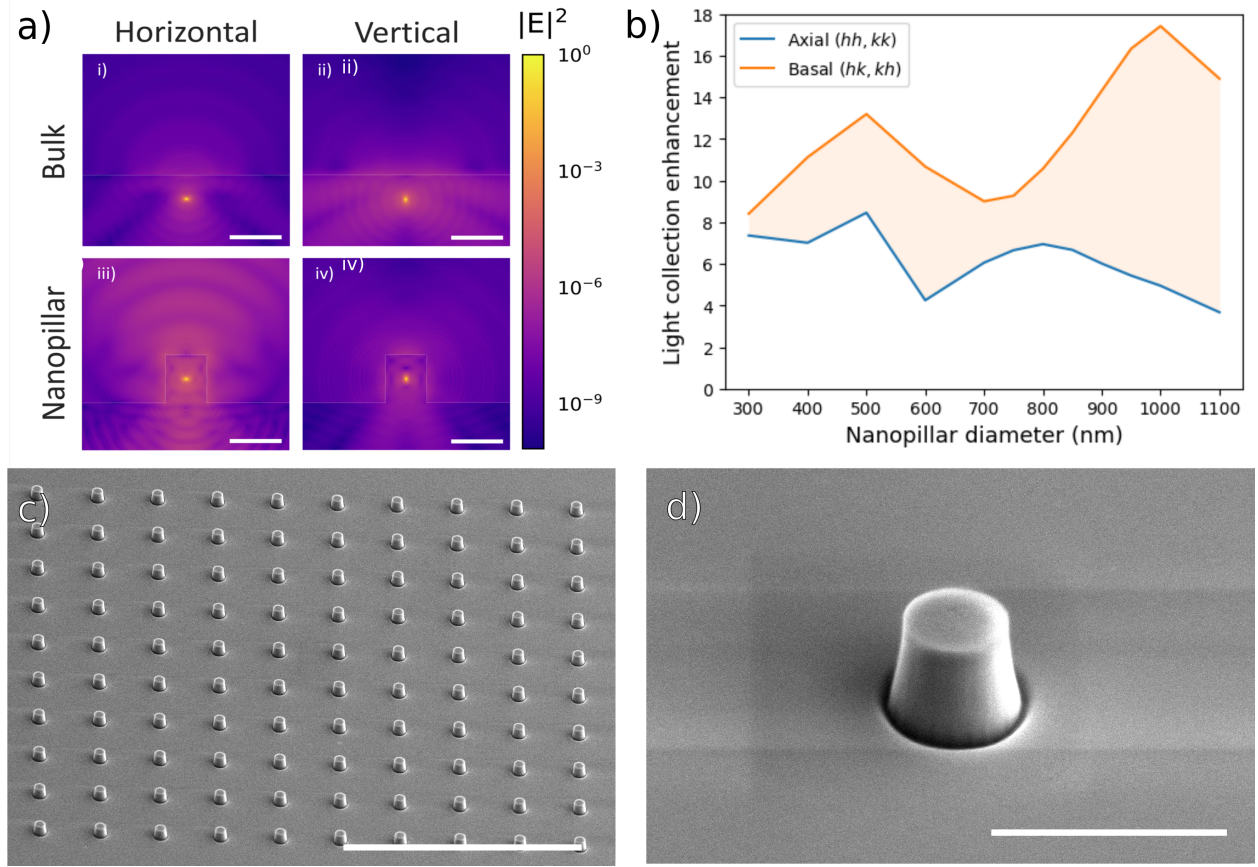 a)
Horizontal
Vertical
|E|²
Bulk
i)
ii) ii)
Nanopillar
iii)
iv) iv)
10⁰
10⁻³
10⁻⁶
10⁻⁹
b)
Axial (hh, kk)
Basal (hk, kh)
Light collection enhancement
18
16
14
12
10
8
6
4
2
0
300 400 500 600 700 800 900 1000 1100
Nanopillar diameter (nm)
c)
d)